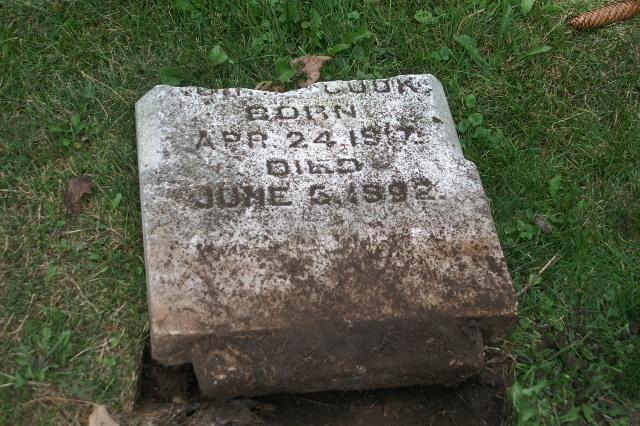 COOK
BORN
APR. 24, 1817.
DIED
JUNE 6, 1892.